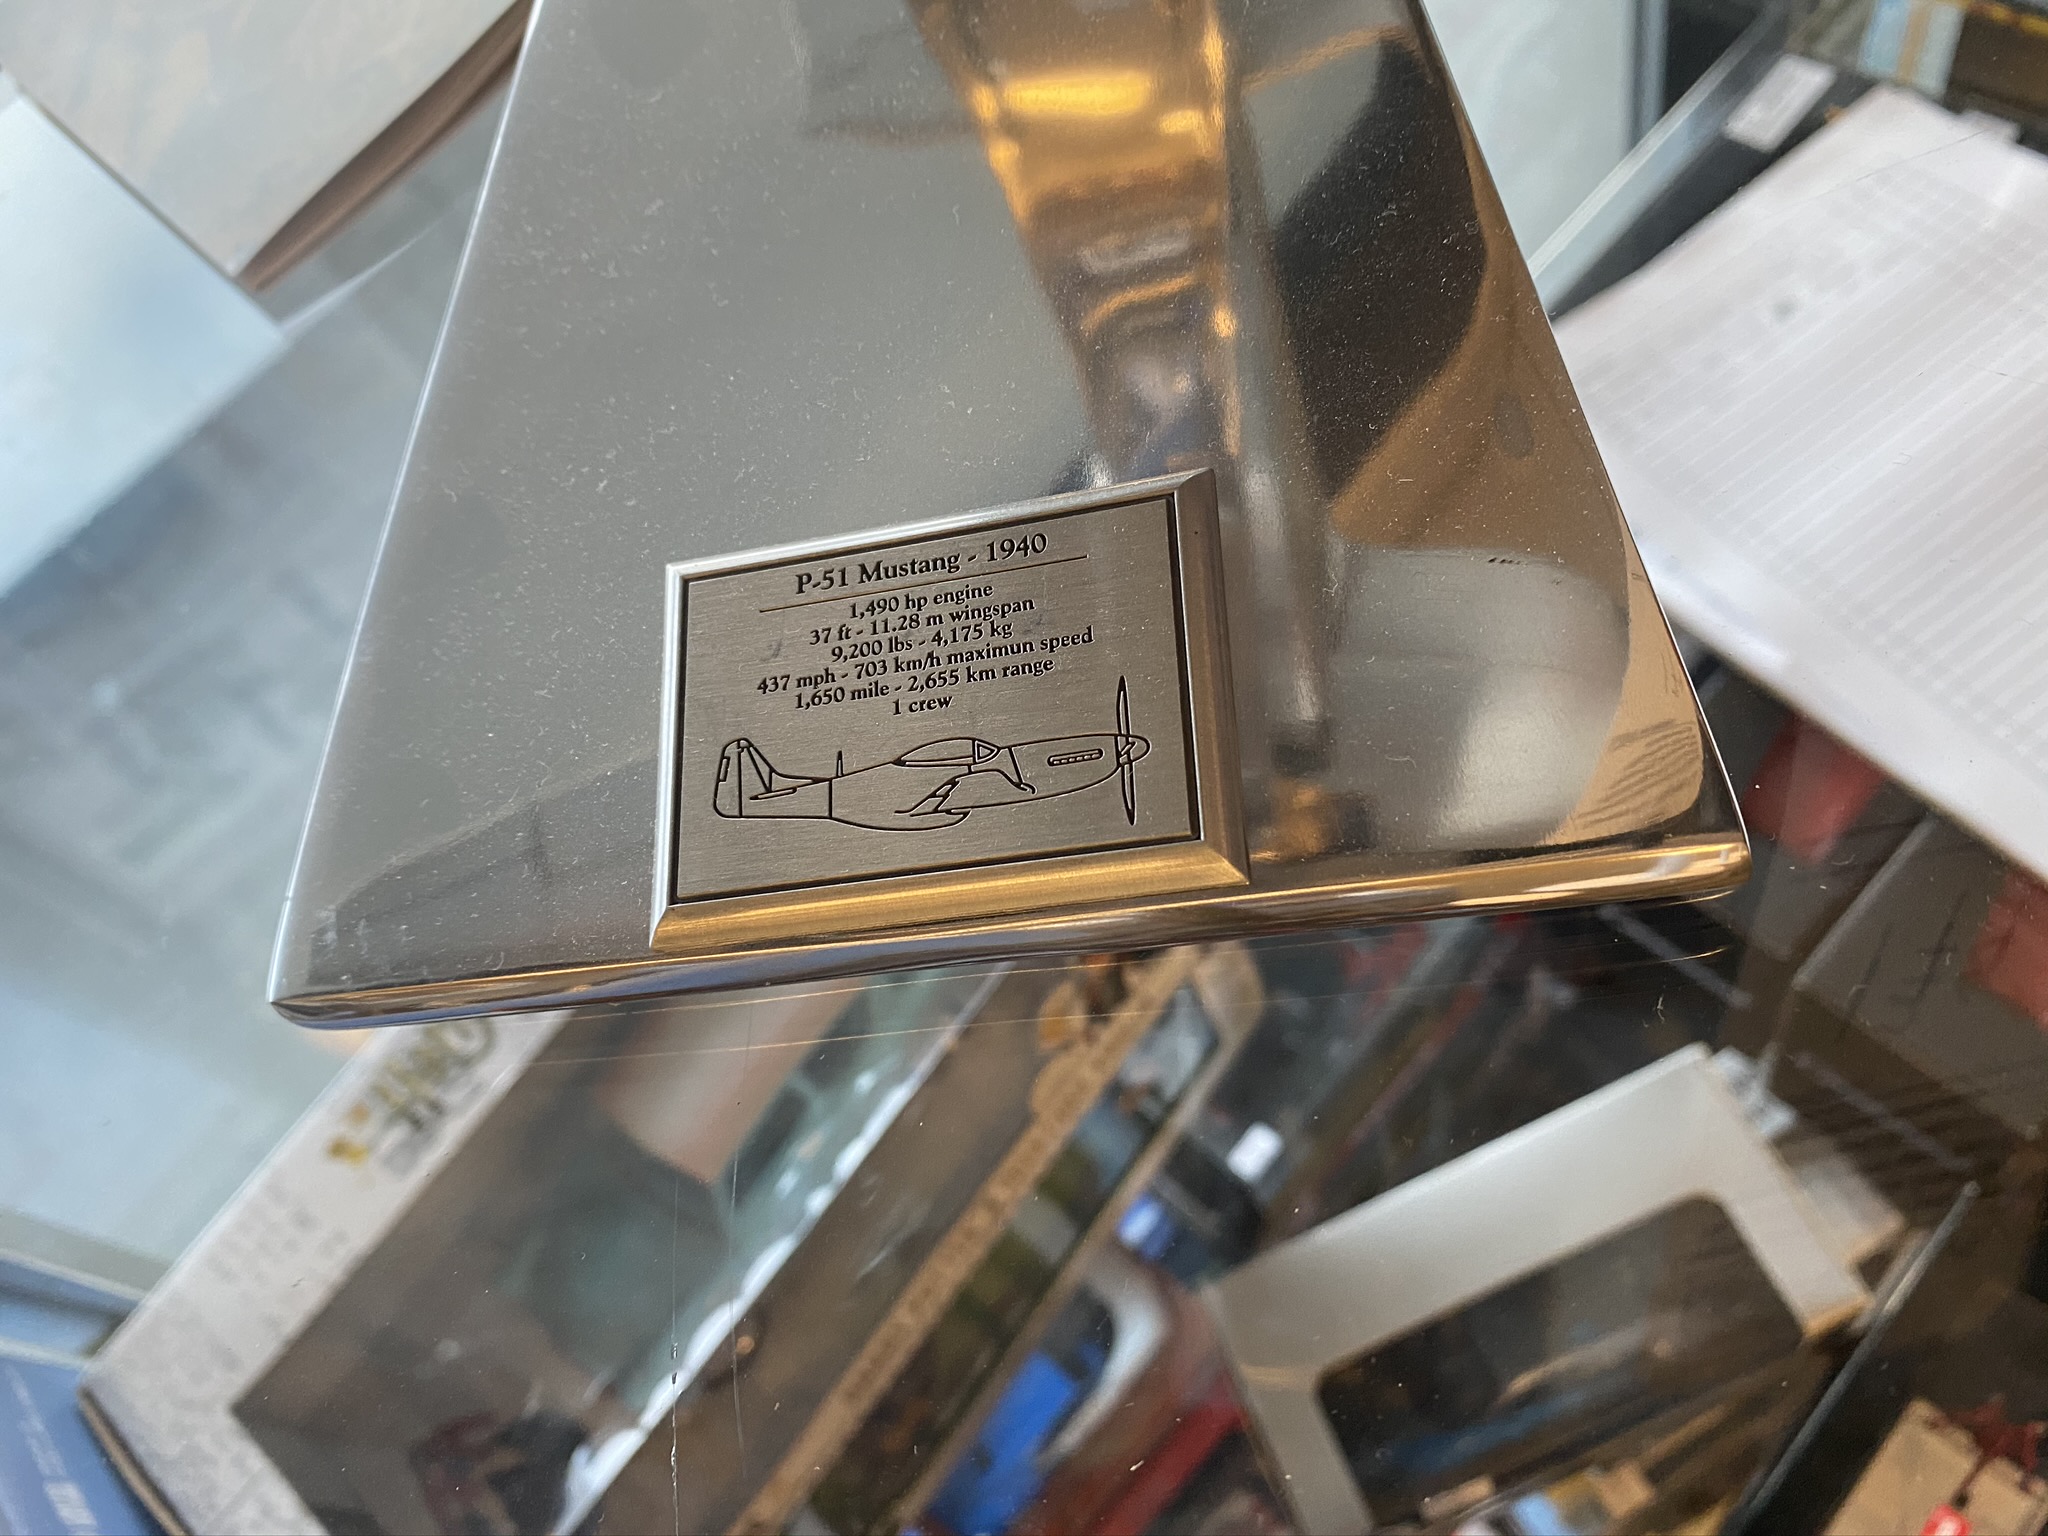 P-51 Mustang - 1940
1,490 hp engine
37 ft - 11.28 m wingspan
9,200 lbs - 4,175 kg
437 mph - 703 km/h maximun speed
1,650 mile - 2,655 km range
1 crew